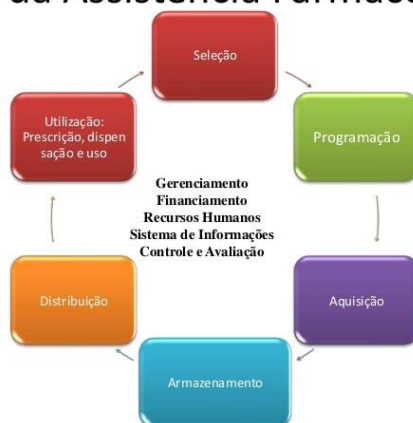 da Assistência Farmacê
Seleção
Programação
Aquisição
Armazenamento
Distribuição
Utilização:
Prescrição, dispen
sação e uso
Gerenciamento
Financiamento
Recursos Humanos
Sistema de Informações
Controle e Avaliação